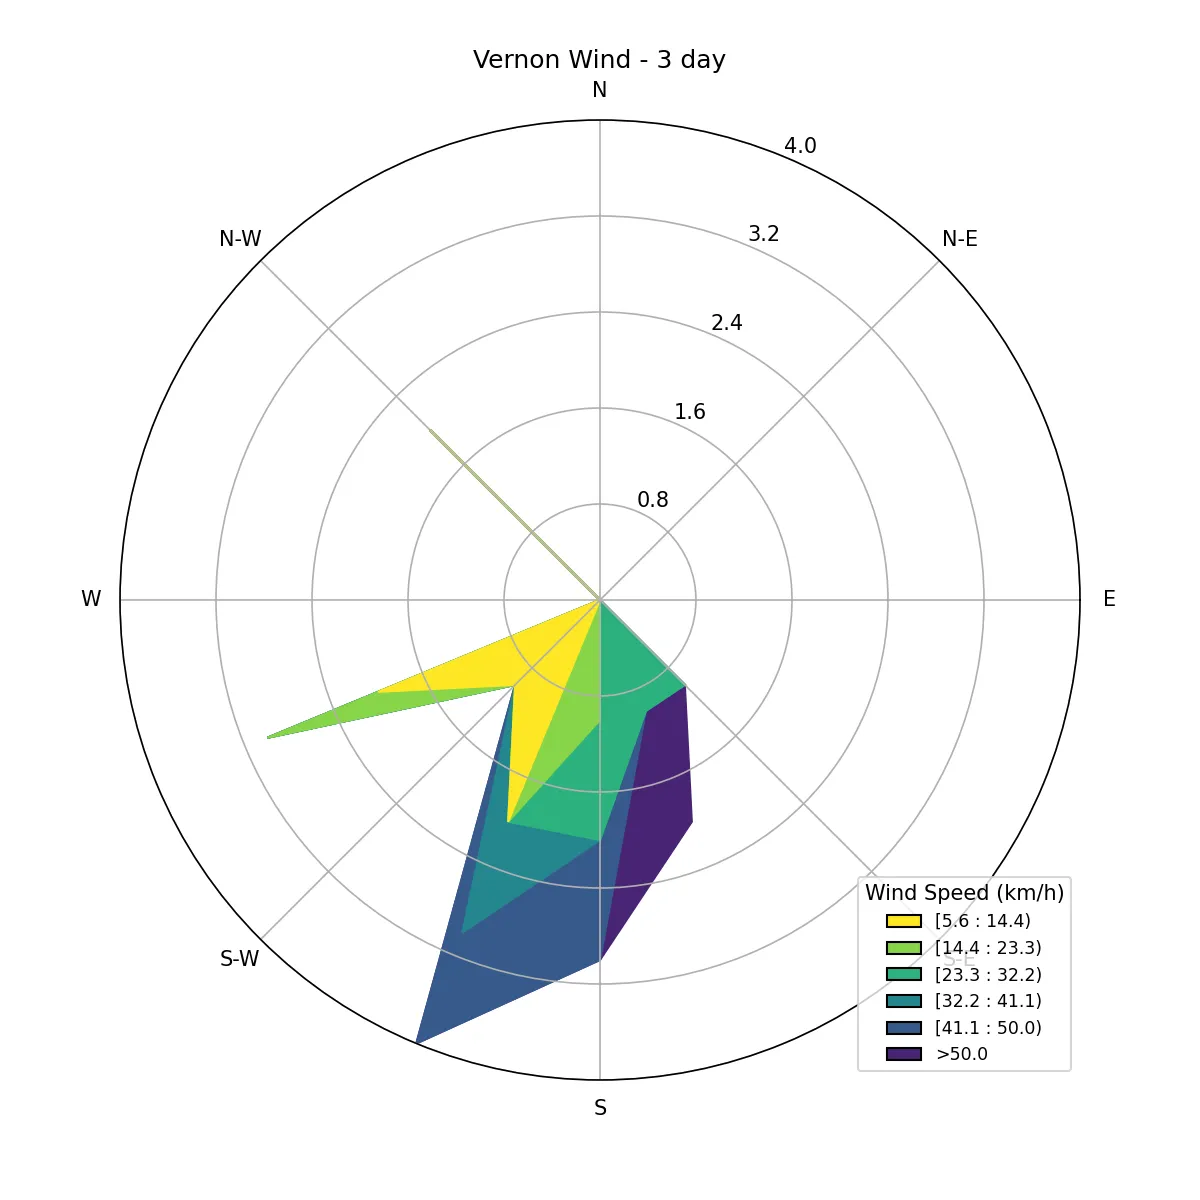 Vernon Wind - 3 day
N
4.0
N-W
3.2
N-E
2.4
1.6
0.8
W
E
Wind Speed (km/h)
[5.6 : 14.4)
[14.4 : 23.3)
S-W
S-E
[23.3 : 32.2)
[32.2 : 41.1)
[41.1 : 50.0)
>50.0
S